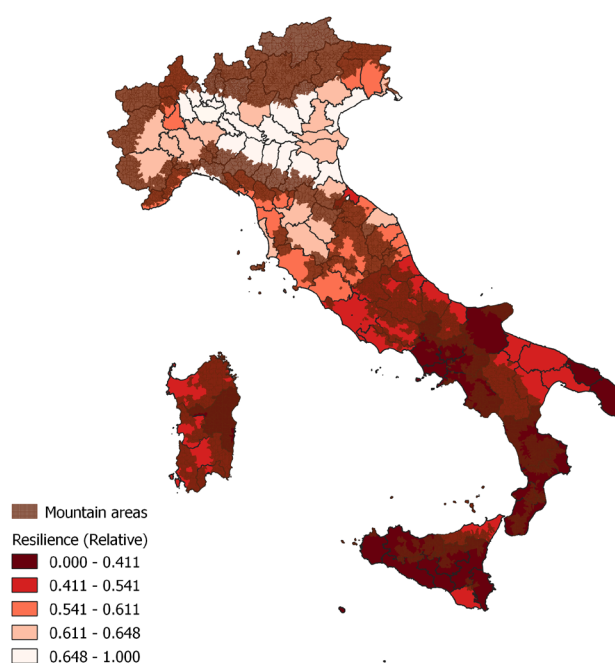 Mountain areas
Resilience (Relative)
0.000 - 0.411
0.411 - 0.541
0.541 - 0.611
0.611 - 0.648
0.648 - 1.000